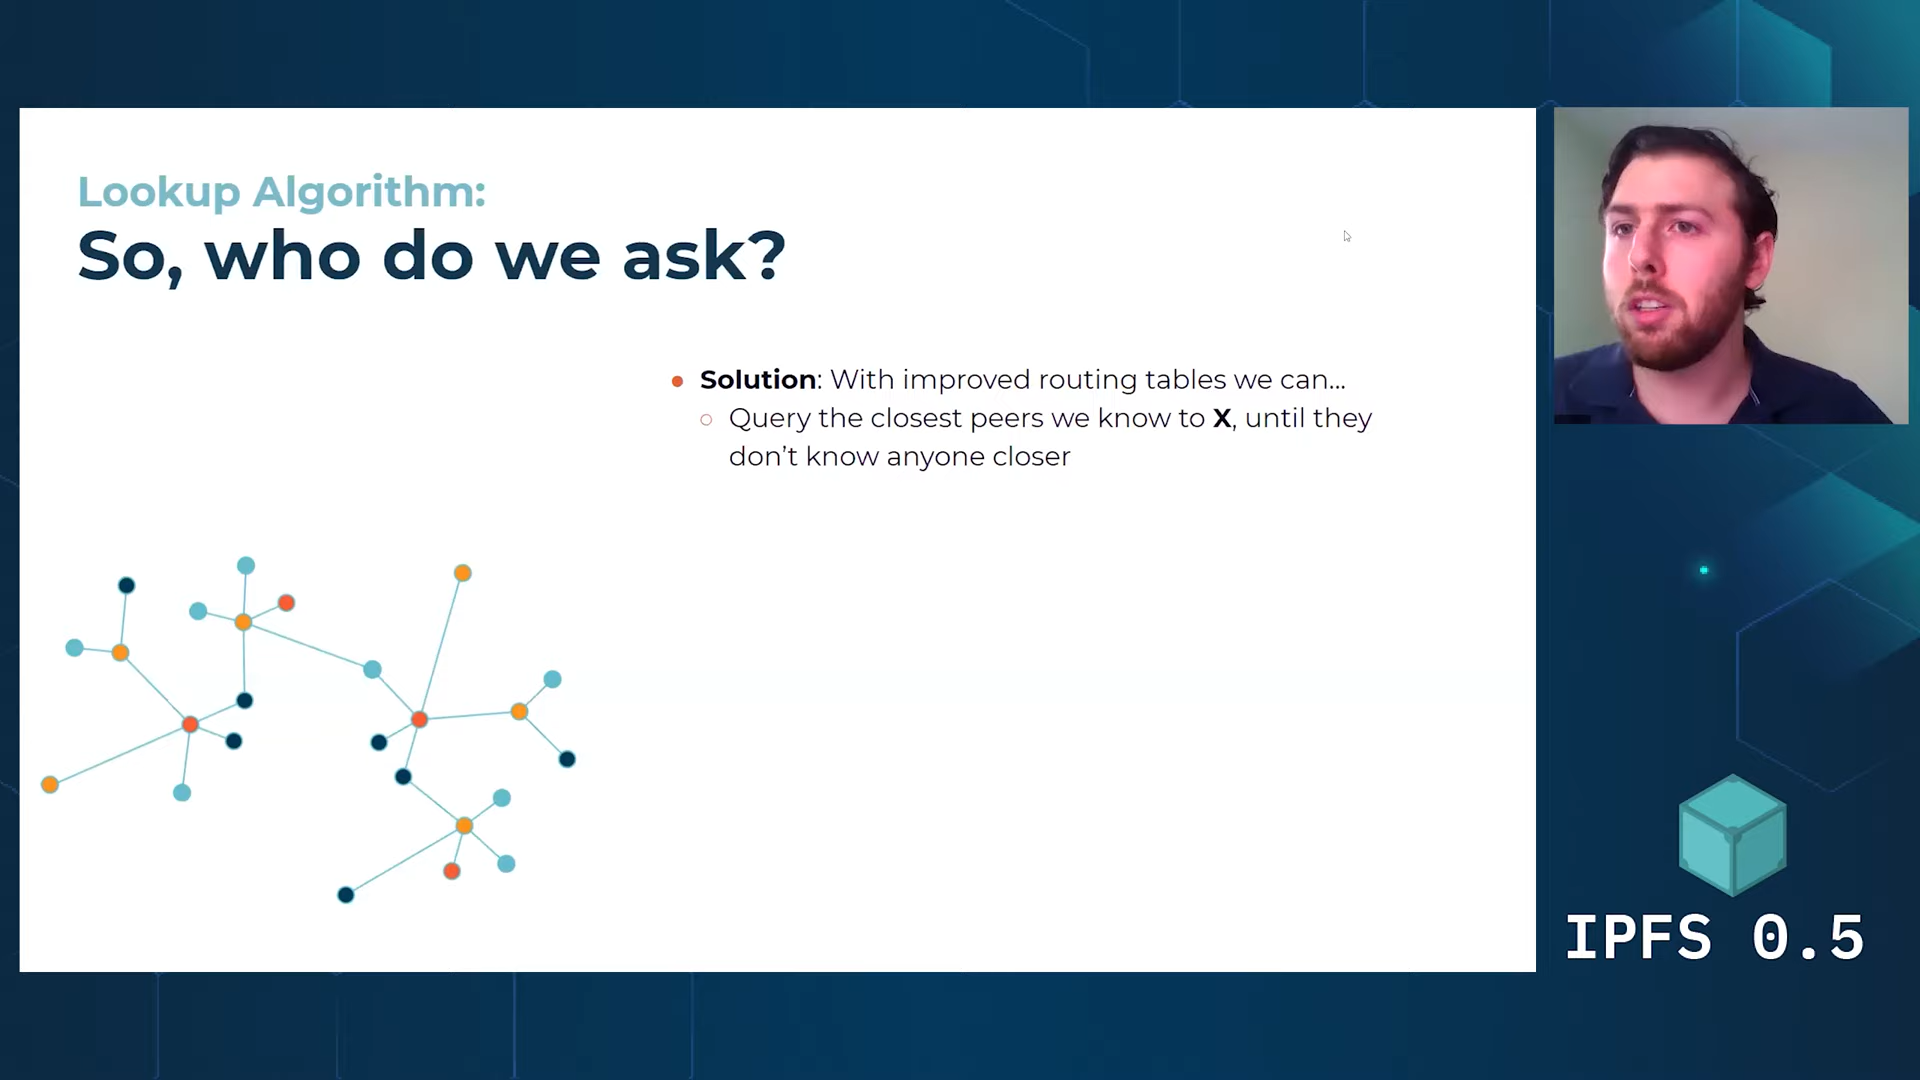 Lookup Algorithm:
So, who do we ask?
● Solution: With improved routing tables we can...
○ Query the closest peers we know to X, until they
don’t know anyone closer
IPFS 0.5